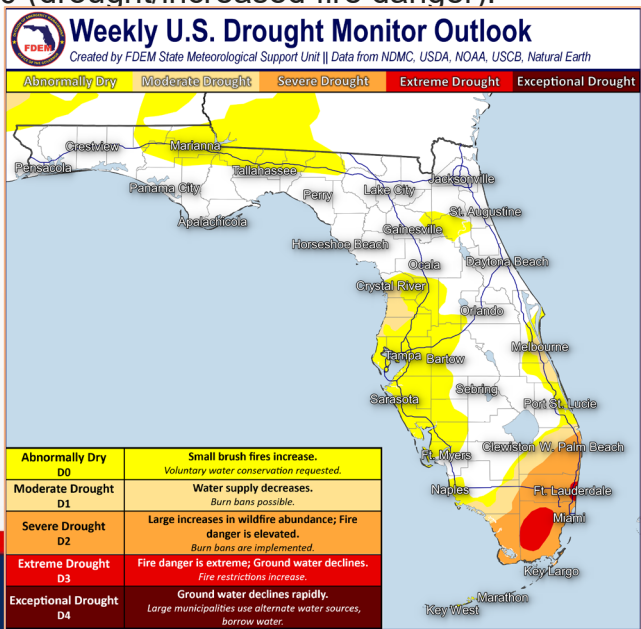 (drought/increased fire danger).
FDEM
Weekly U.S. Drought Monitor Outlook
Created by FDEM State Meteorological Support Unit || Data from NDMC, USDA, NOAA, USCB, Natural Earth
Abnormally Dry Moderate Drought Severe Drought Extreme Drought Exceptional Drought
Crestview
Marianna
Pensacola
Tallahassee
Jacksonville
Panama City
Perry
Lake City
Apalachicola
St. Augustine
Gainesville
Horseshoe Beach
Ocala
Daytona Beach
Crystal River
Orlando
Melbourne
Tampa
Bartow
Sebring
Sarasota
Port St. Lucie
Clewiston
W. Palm Beach
Ft. Myers
Naples
Ft. Lauderdale
Miami
Key Largo
Marathon
Key West
Abnormally Dry
D0
Small brush fires increase.
Voluntary water conservation requested.
Moderate Drought
D1
Water supply decreases.
Burn bans possible.
Severe Drought
D2
Large increases in wildfire abundance; Fire
danger is elevated.
Burn bans are implemented.
Extreme Drought
D3
Fire danger is extreme; Ground water declines.
Fire restrictions increase.
Exceptional Drought
D4
Ground water declines rapidly.
Large municipalities use alternate water sources,
borrow water.